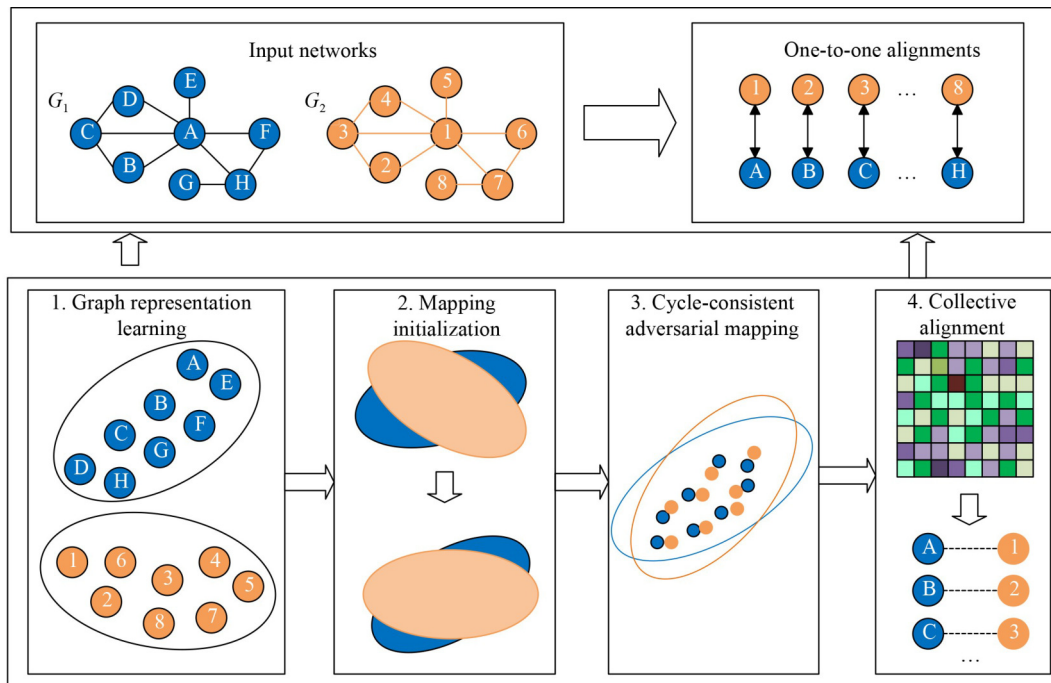 Input networks
One-to-one alignments
G1
E
D
C
A
F
B
G
H
G2
5
4
3
1
6
2
8
7
1
2
3
...
8
A
B
C
...
H
1. Graph representation
learning
A
E
B
F
C
G
D
H
1
6
4
3
5
2
8
7
2. Mapping
initialization
3. Cycle-consistent
adversarial mapping
4. Collective
alignment
A 1
B 2
C 3
...